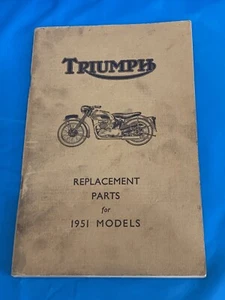 TRIUMPH
REPLACEMENT
PARTS
for
1951 MODELS